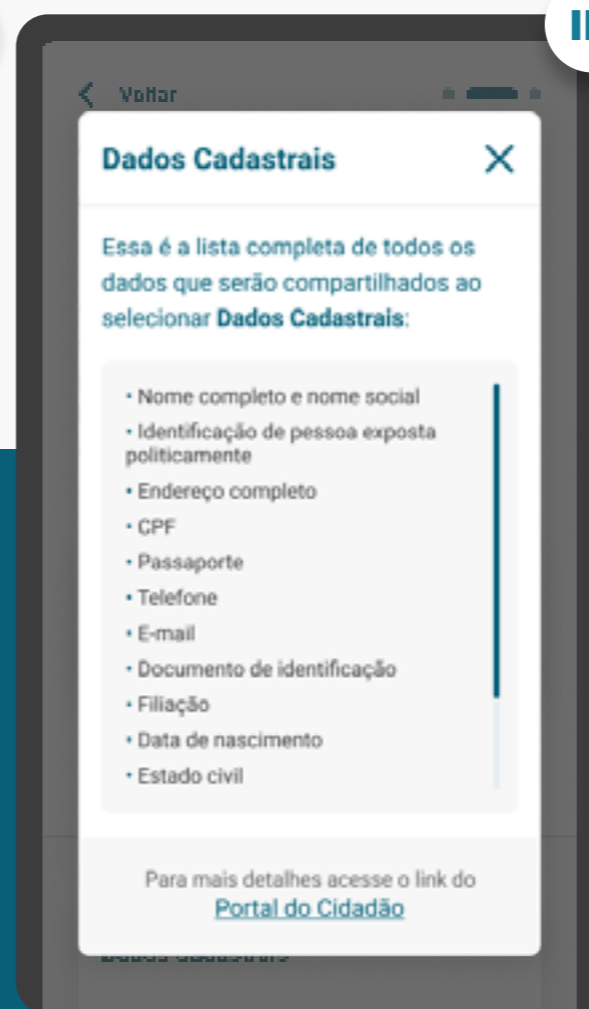 Voltar
Dados Cadastrais
Essa é a lista completa de todos os
dados que serão compartilhados ao
selecionar Dados Cadastrais:
• Nome completo e nome social
• Identificação de pessoa exposta
politicamente
• Endereço completo
• CPF
• Passaporte
• Telefone
• E-mail
• Documento de identificação
• Filiação
• Data de nascimento
• Estado civil
Para mais detalhes acesse o link do
Portal do Cidadão